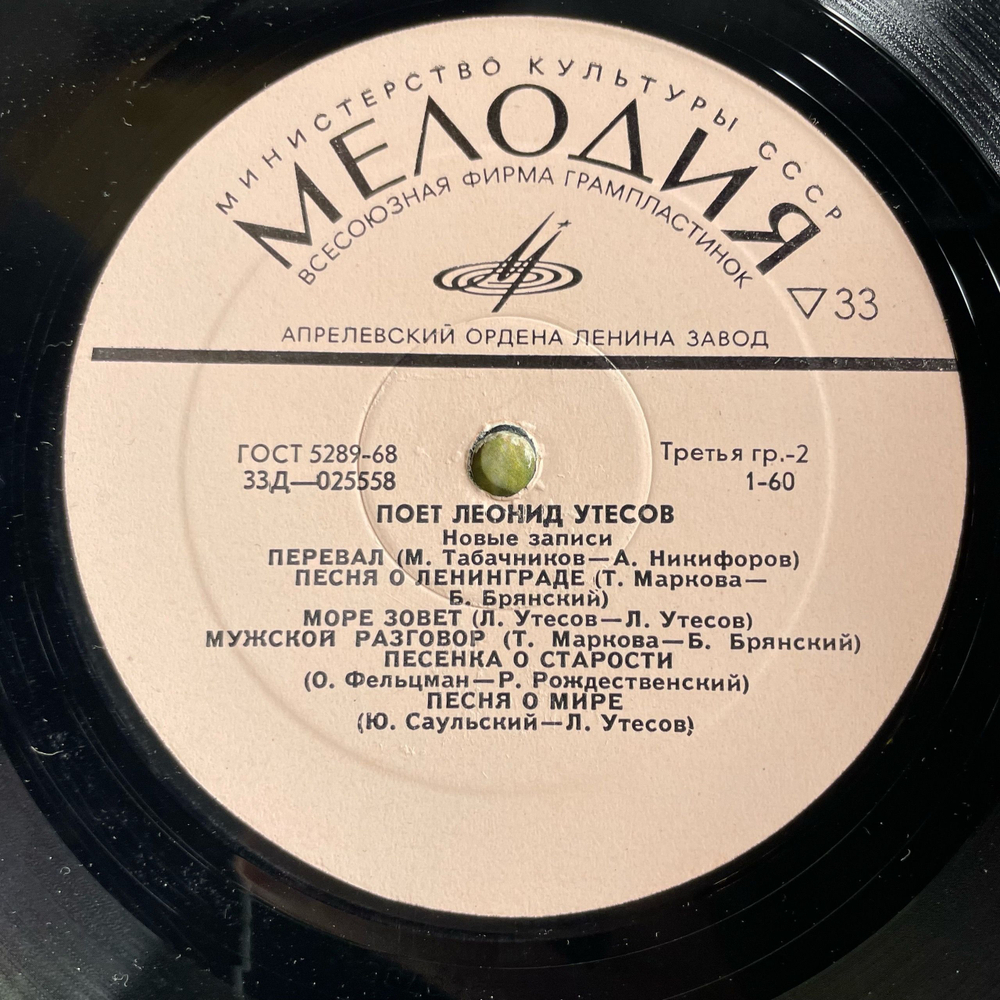 МИНИСТЕРСТВО КУЛЬТУРЫ СССР
МЕЛОДИЯ
ВСЕСОЮЗНАЯ ФИРМА ГРАМПЛАСТИНОК
▽33
АПРЕЛЕВСКИЙ ОРДЕНА ЛЕНИНА ЗАВОД
ГОСТ 5289-68
Третья гр.-2
33Д—025558
1-60
ПОЕТ ЛЕОНИД УТЕСОВ
Новые записи
ПЕРЕВАЛ (М. Табачников—А. Никифоров)
ПЕСНЯ О ЛЕНИНГРАДЕ (Т. Маркова—
Б. Брянский)
МОРЕ ЗОВЕТ (Л. Утесов—Л. Утесов)
МУЖСКОЙ РАЗГОВОР (Т. Маркова—Б. Брянский)
ПЕСЕНКА О СТАРОСТИ
(О. Фельцман—Р. Рождественский)
ПЕСНЯ О МИРЕ
(Ю. Саульский—Л. Утесов)